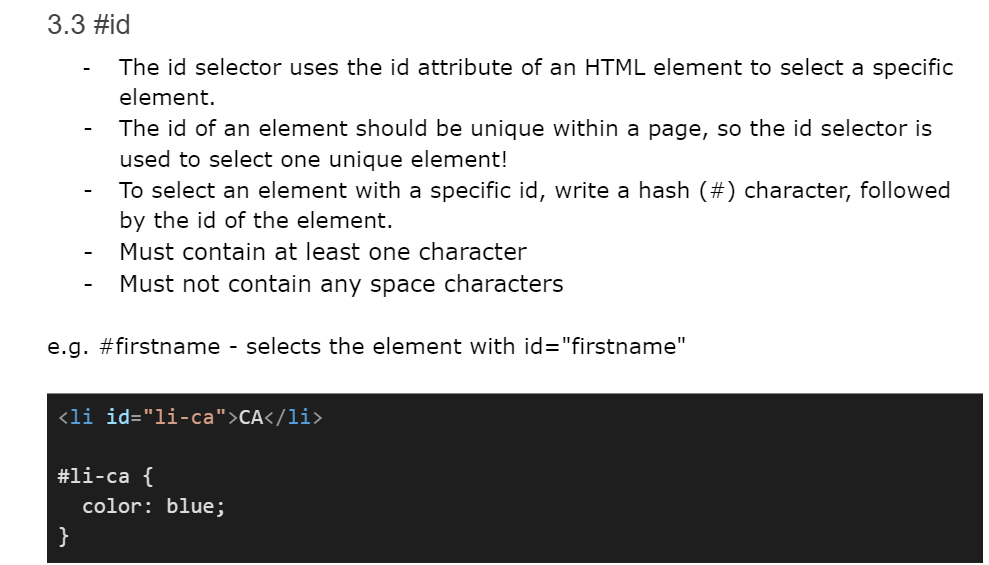 3.3 #id
- The id selector uses the id attribute of an HTML element to select a specific
element.
- The id of an element should be unique within a page, so the id selector is
used to select one unique element!
- To select an element with a specific id, write a hash (#) character, followed
by the id of the element.
- Must contain at least one character
- Must not contain any space characters
e.g. #firstname - selects the element with id="firstname"
<li id="li-ca">CA</li>
#li-ca {
  color: blue;
}